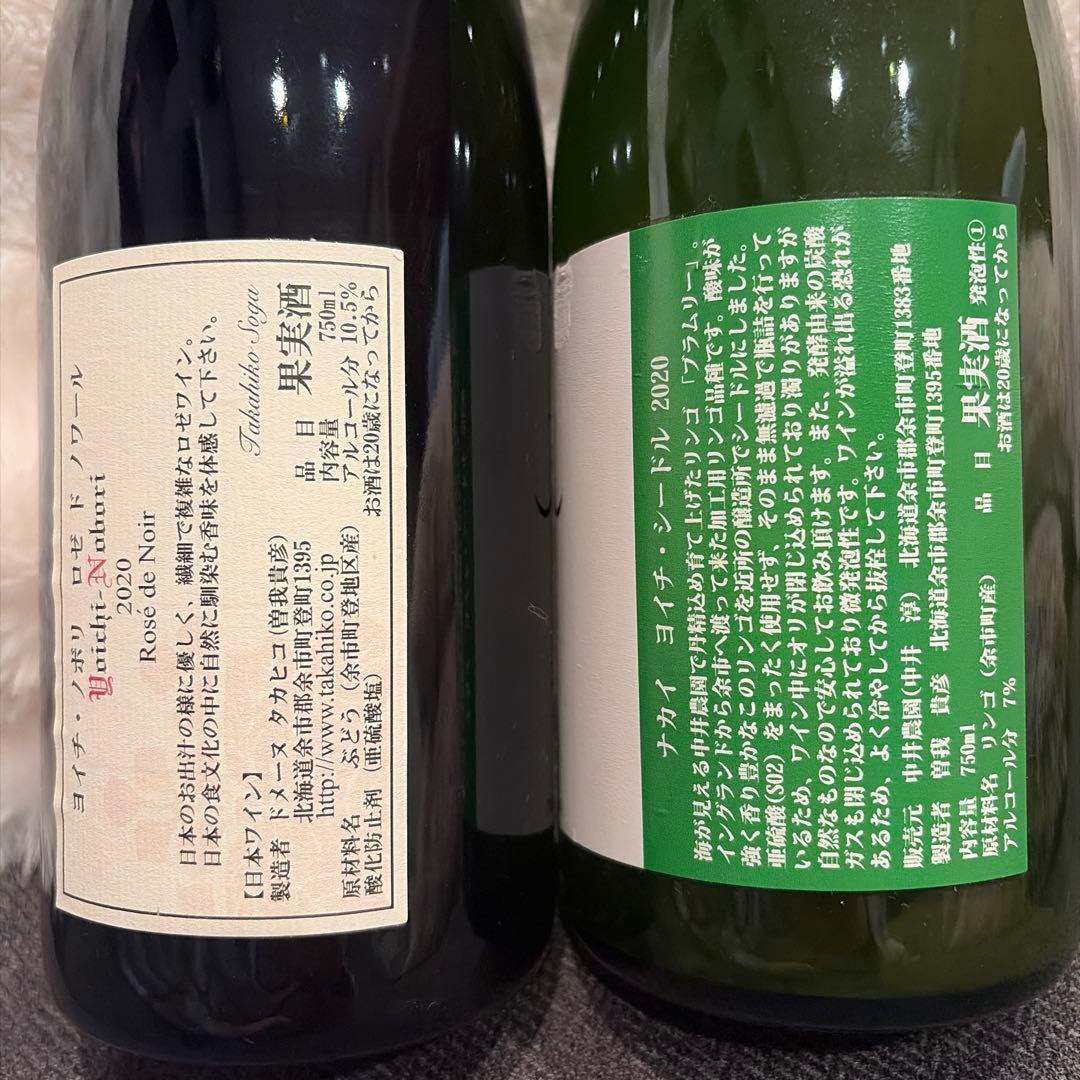 ヨイチ・ノボリ ロゼ ド ノワール
Yoichi-Nobori
2020
Rosé de Noir
日本のお出汁の様に優しく、繊細で複雑なロゼワイン。
日本の食文化の中に自然に馴染む香味を体感して下さい。
Takahiko Soga
【日本ワイン】
製造者 ドメーヌ タカヒコ(曽我貴彦)
北海道余市郡余市町登町1395
http://www.takahiko.co.jp
原材料名 ぶどう(余市町登地区産)
酸化防止剤(亜硫酸塩)
品目 果実酒
内容量 750ml
アルコール分 10.5%
お酒は20歳になってから
ナカイ ヨイチ・シードル 2020
海が見える中井農園で丹精込め育て上げたリンゴ「ブラムリー」。
イングランドから余市へ渡って来た加工用リンゴ品種です。酸味が
強く香り豊かなこのリンゴを近所の醸造所でシードルにしました。
亜硫酸(SO2)をまったく使用せず、そのまま無濾過で瓶詰を行って
いるため、ワイン中にオリが閉じ込められており濁りがありますが
自然なものなので安心してお飲み頂けます。また、発酵由来の炭酸
ガスも閉じ込められており微発泡性です。ワインが溢れ出る恐れが
あるため、よく冷やしてから抜栓して下さい。
販売元 中井農園(中井 淳) 北海道余市郡余市町登町1383番地
製造者 曽我 貴彦 北海道余市郡余市町登町1395番地
内容量 750ml
原材料名 リンゴ(余市町産)
アルコール分 7%
品目 果実酒 発泡性①
お酒は20歳になってから